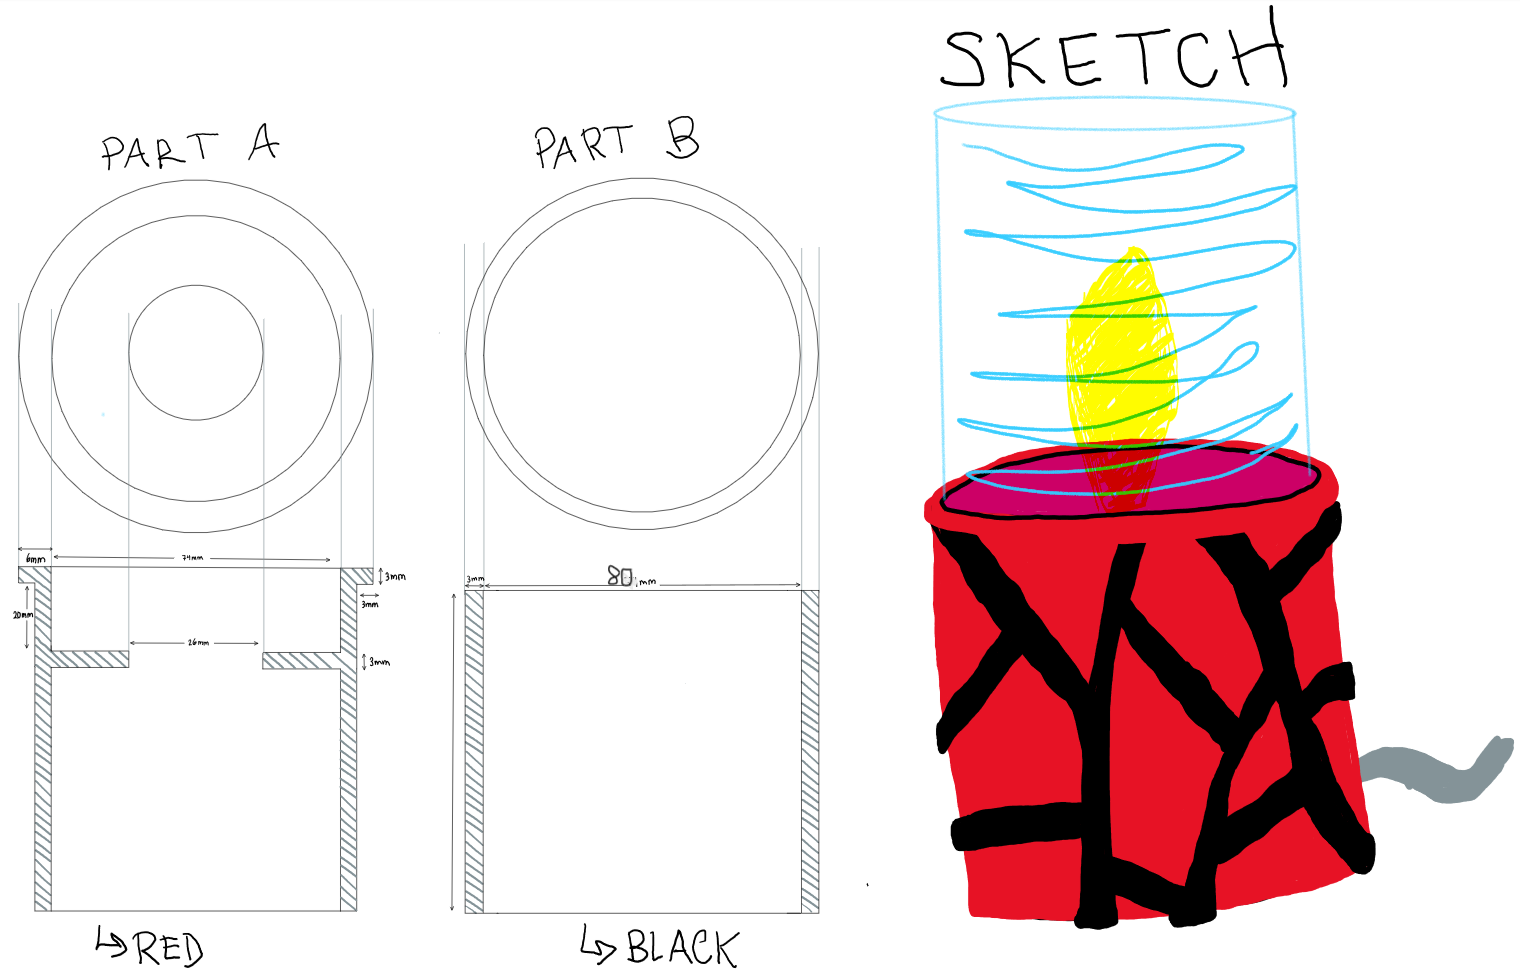 SKETCH
PART A
PART B
6mm
74mm
3mm
3mm
20mm
26mm
3mm
3mm
80 mm
↳ RED
↳ BLACK